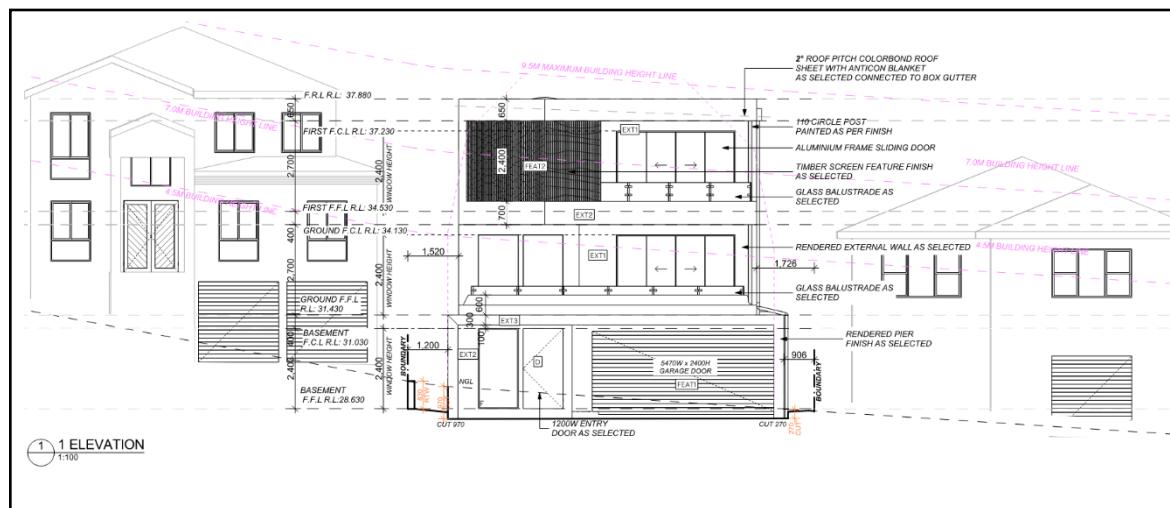 9.5M MAXIMUM BUILDING HEIGHT LINE
2° ROOF PITCH COLORBOND ROOF
SHEET WITH ANTICON BLANKET
AS SELECTED CONNECTED TO BOX GUTTER
F.R.L R.L: 37.880
650
650
7.0M BUILDING HEIGHT LINE
110 CIRCLE POST
PAINTED AS PER FINISH
FIRST F.C.L R.L: 37.230
EXT1
ALUMINIUM FRAME SLIDING DOOR
2,700
2,400
WINDOW HEIGHT
2,400
FEAT2
TIMBER SCREEN FEATURE FINISH
AS SELECTED
7.0M BUILDING HEIGHT LINE
4.5M BUILDING HEIGHT LINE
GLASS BALUSTRADE AS
SELECTED
FIRST F.F.L R.L: 34.530
700
EXT2
400
GROUND F.C.L R.L: 34.130
RENDERED EXTERNAL WALL AS SELECTED
4.5M BUILDING HEIGHT LINE
1,520
EXT1
1,726
2,700
2,400
WINDOW HEIGHT
GLASS BALUSTRADE AS
SELECTED
GROUND F.F.L
R.L: 31.430
600
300
EXT3
400
BASEMENT
F.C.L R.L: 31.030
100
RENDERED PIER
FINISH AS SELECTED
1,200
EXT2
D
906
2,400
2,400
WINDOW HEIGHT
BOUNDARY
5470W x 2400H
GARAGE DOOR
BOUNDARY
NGL
FEAT1
BASEMENT
F.F.L R.L:28.630
CUT 970
1200W ENTRY
DOOR AS SELECTED
CUT 270
270
CUT
1
1 ELEVATION
1:100